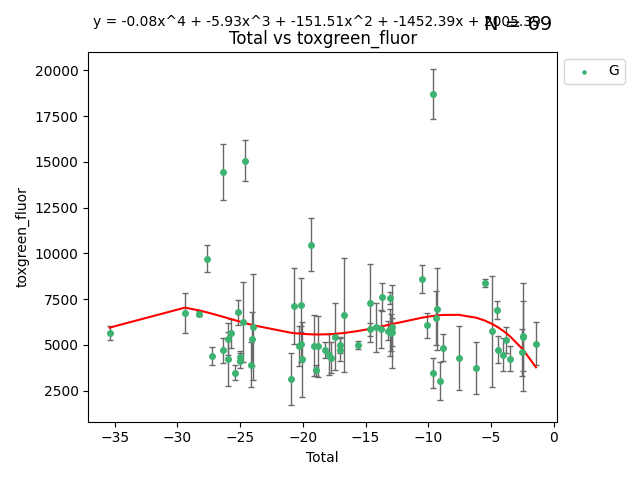 y = -0.08x^4 + -5.93x^3 + -151.51x^2 + -1452.39x + 2005.39
N = 69
Total vs toxgreen_fluor
G
20000
17500
15000
12500
10000
7500
5000
2500
toxgreen_fluor
−35 −30 −25 −20 −15 −10 −5 0
Total